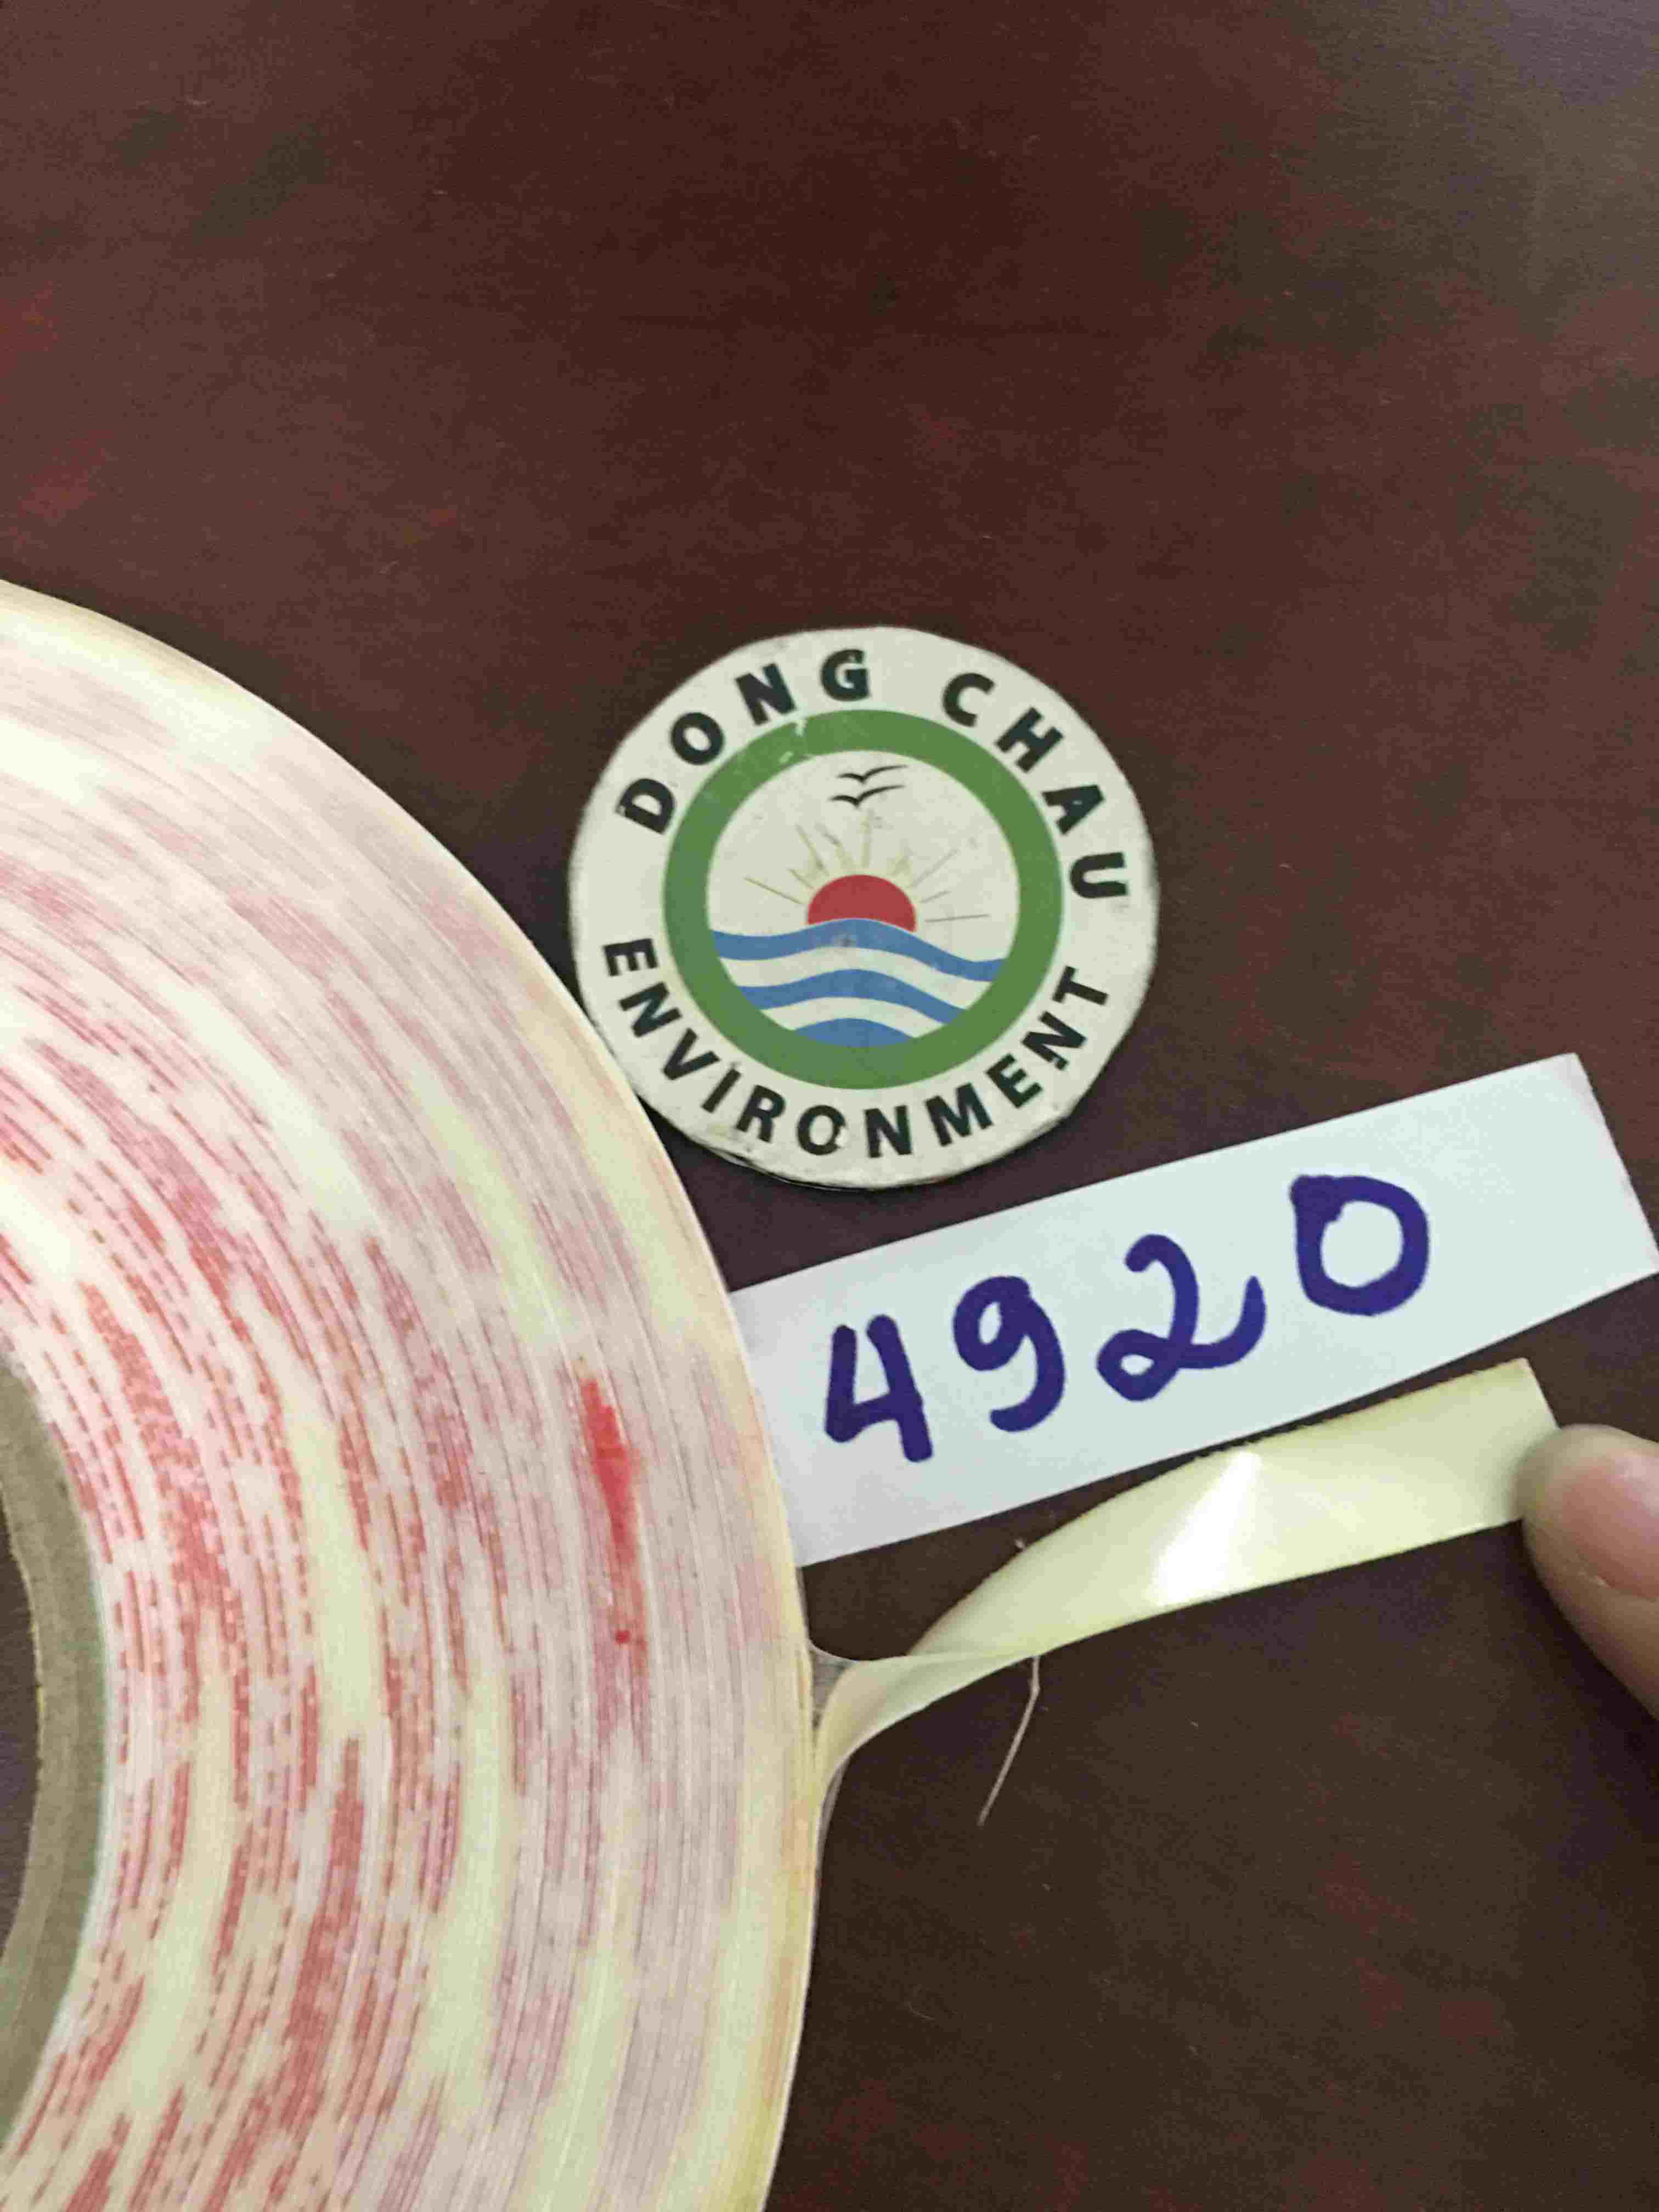 DONG CHAU
ENVIRONMENT
4920